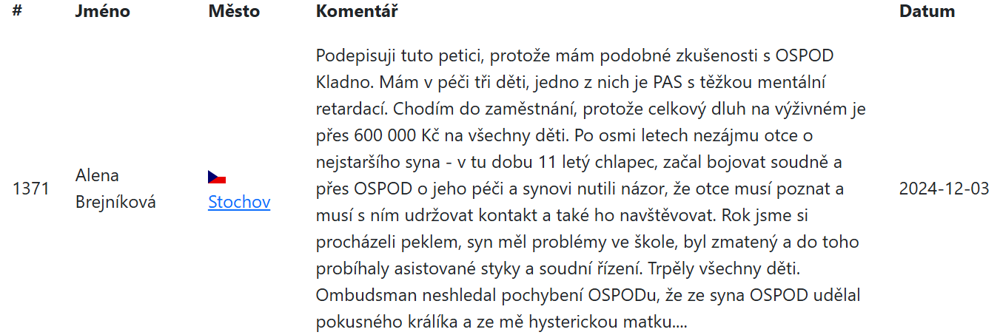 # Jméno Město Komentář Datum
Podepisuji tuto petici, protože mám podobné zkušenosti s OSPOD
Kladno. Mám v péči tři děti, jedno z nich je PAS s těžkou mentální
retardací. Chodím do zaměstnání, protože celkový dluh na výživném je
přes 600 000 Kč na všechny děti. Po osmi letech nezájmu otce o
nejstaršího syna - v tu dobu 11 letý chlapec, začal bojovat soudně a
přes OSPOD o jeho péči a synovi nutili názor, že otce musí poznat a
musí s ním udržovat kontakt a také ho navštěvovat. Rok jsme si
procházeli peklem, syn měl problémy ve škole, byl zmatený a do toho
probíhaly asistované styky a soudní řízení. Trpěly všechny děti.
Ombudsman neshledal pochybení OSPODu, že ze syna OSPOD udělal
pokusného králíka a ze mě hysterickou matku....
1371
Alena
Brejníková
Stochov
2024-12-03